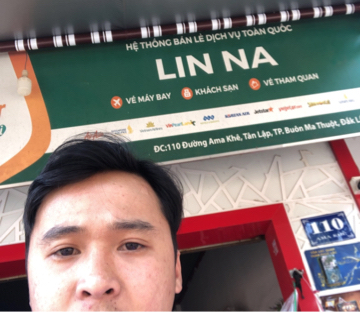 HỆ THỐNG BÁN LẺ DỊCH VỤ TOÀN QUỐC
LIN NA
VÉ MÁY BAY KHÁCH SẠN VÉ THAM QUAN
ĐC:110 Đường Ama Khê, Tân Lập, TP. Buôn Ma Thuột, Đắk L
110